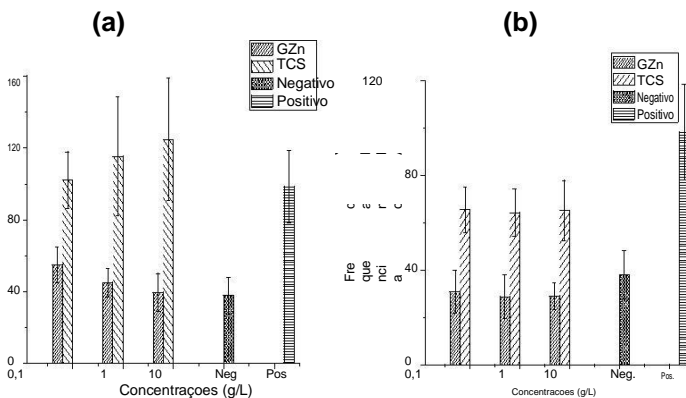 (a)
GZn
TCS
Negativo
Positivo
160
120
80
40
0
0,1
1
10
Neg
Pos
Concentraçoes (g/L)
(b)
GZn
TCS
Negativo
Positivo
120
80
40
0
Fre
que
nci
a
d
c
a
a
r
n
c
o
0,1
1
10
Neg.
Pos.
Concentracoes (g/L)